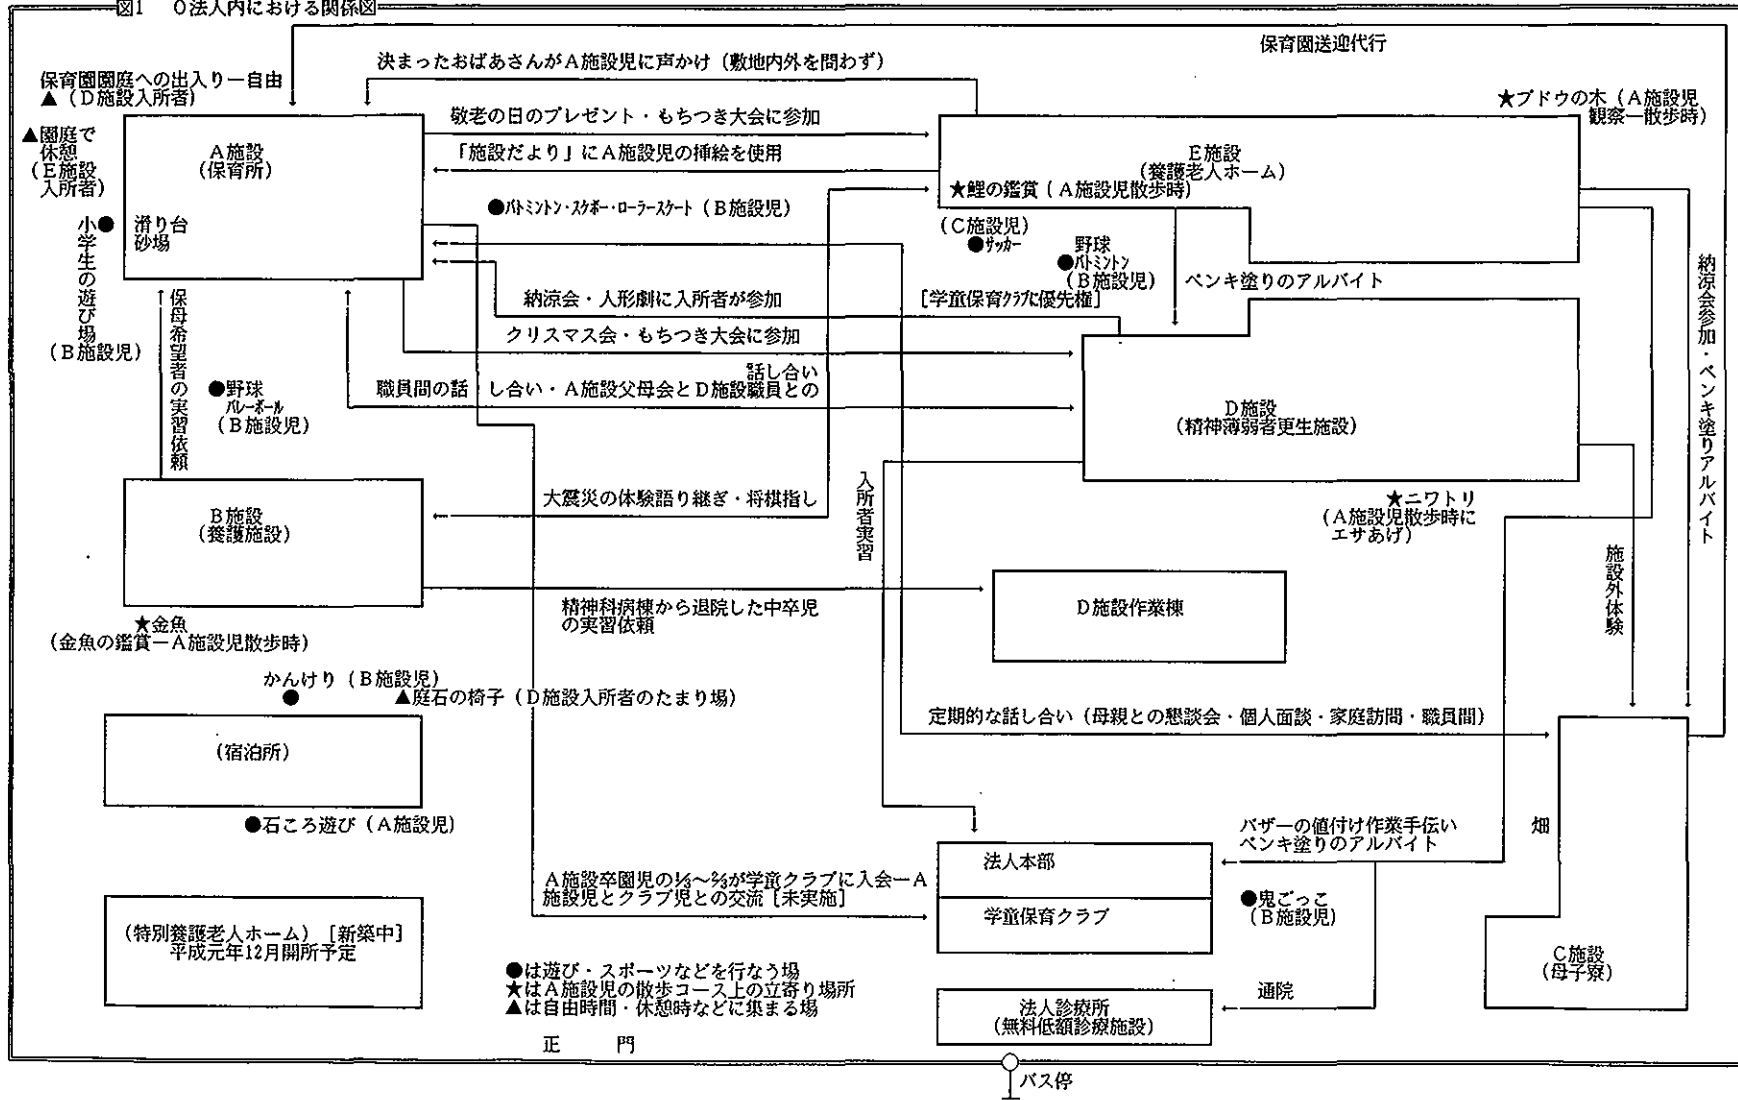 図1 O法人内における関係図
保育園送迎代行
決まったおばあさんがA施設児に声かけ（敷地内外を問わず）
保育園園庭への出入り一自由
▲（D施設入所者）
★ブドウの木（A施設児
観察一散歩時）
敬老の日のプレゼント・もちつき大会に参加
▲園庭で
休憩
（E施設
入所者）
A施設
（保育所）
「施設だより」にA施設児の挿絵を使用
E施設
（養護老人ホーム）
★鯉の鑑賞（A施設児散歩時）
●バトミントン・スケボー・ローラースケート（B施設児）
小学生の遊び場
●
（B施設児）
滑り台
砂場
（C施設児）
●サッカー
野球
●バトミントン
（B施設児）
ペンキ塗りのアルバイト
納涼会参加・ペンキ塗りアルバイト
保母希望者の実習依頼
納涼会・人形劇に入所者が参加
［学童保育クラブに優先権］
クリスマス会・もちつき大会に参加
●野球
バレーボール
（B施設児）
話し合い
職員間の話し合い・A施設父母会とD施設職員との
D施設
（精神薄弱者更生施設）
入所者実習
大震災の体験語り継ぎ・将棋指し
★ニワトリ
（A施設児散歩時に
エサあげ）
B施設
（養護施設）
施設外体験
精神科病棟から退院した中卒児
の実習依頼
D施設作業棟
★金魚
（金魚の鑑賞一A施設児散歩時）
かんけり（B施設児）
●
▲庭石の椅子（D施設入所者のたまり場）
定期的な話し合い（母親との懇談会・個人面談・家庭訪問・職員間）
（宿泊所）
●石ころ遊び（A施設児）
バザーの値付け作業手伝い
ペンキ塗りのアルバイト
畑
法人本部
A施設卒園児の⅓～⅔が学童クラブに入会一A
施設児とクラブ児との交流［未実施］
学童保育クラブ
●鬼ごっこ
（B施設児）
（特別養護老人ホーム）［新築中］
平成元年12月開所予定
C施設
（母子寮）
●は遊び・スポーツなどを行なう場
★はA施設児の散歩コース上の立寄り場所
▲は自由時間・休憩時などに集まる場
通院
法人診療所
（無料低額診療施設）
正 門
バス停